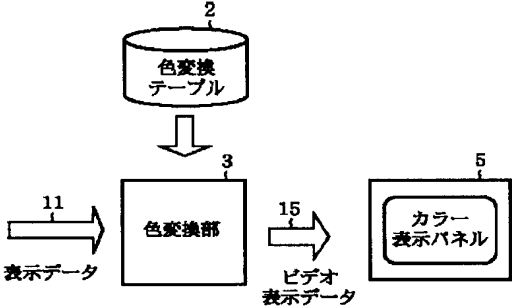 2
色変換
テーブル
3
色変換部
11
表示データ
15
ビデオ
表示データ
5
カラー
表示パネル